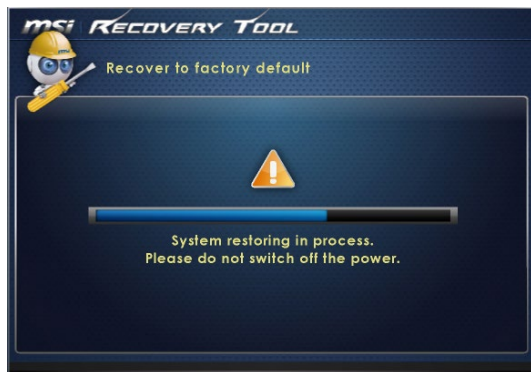 msi RECOVERY TOOL
Recover to factory default
System restoring in process.
Please do not switch off the power.